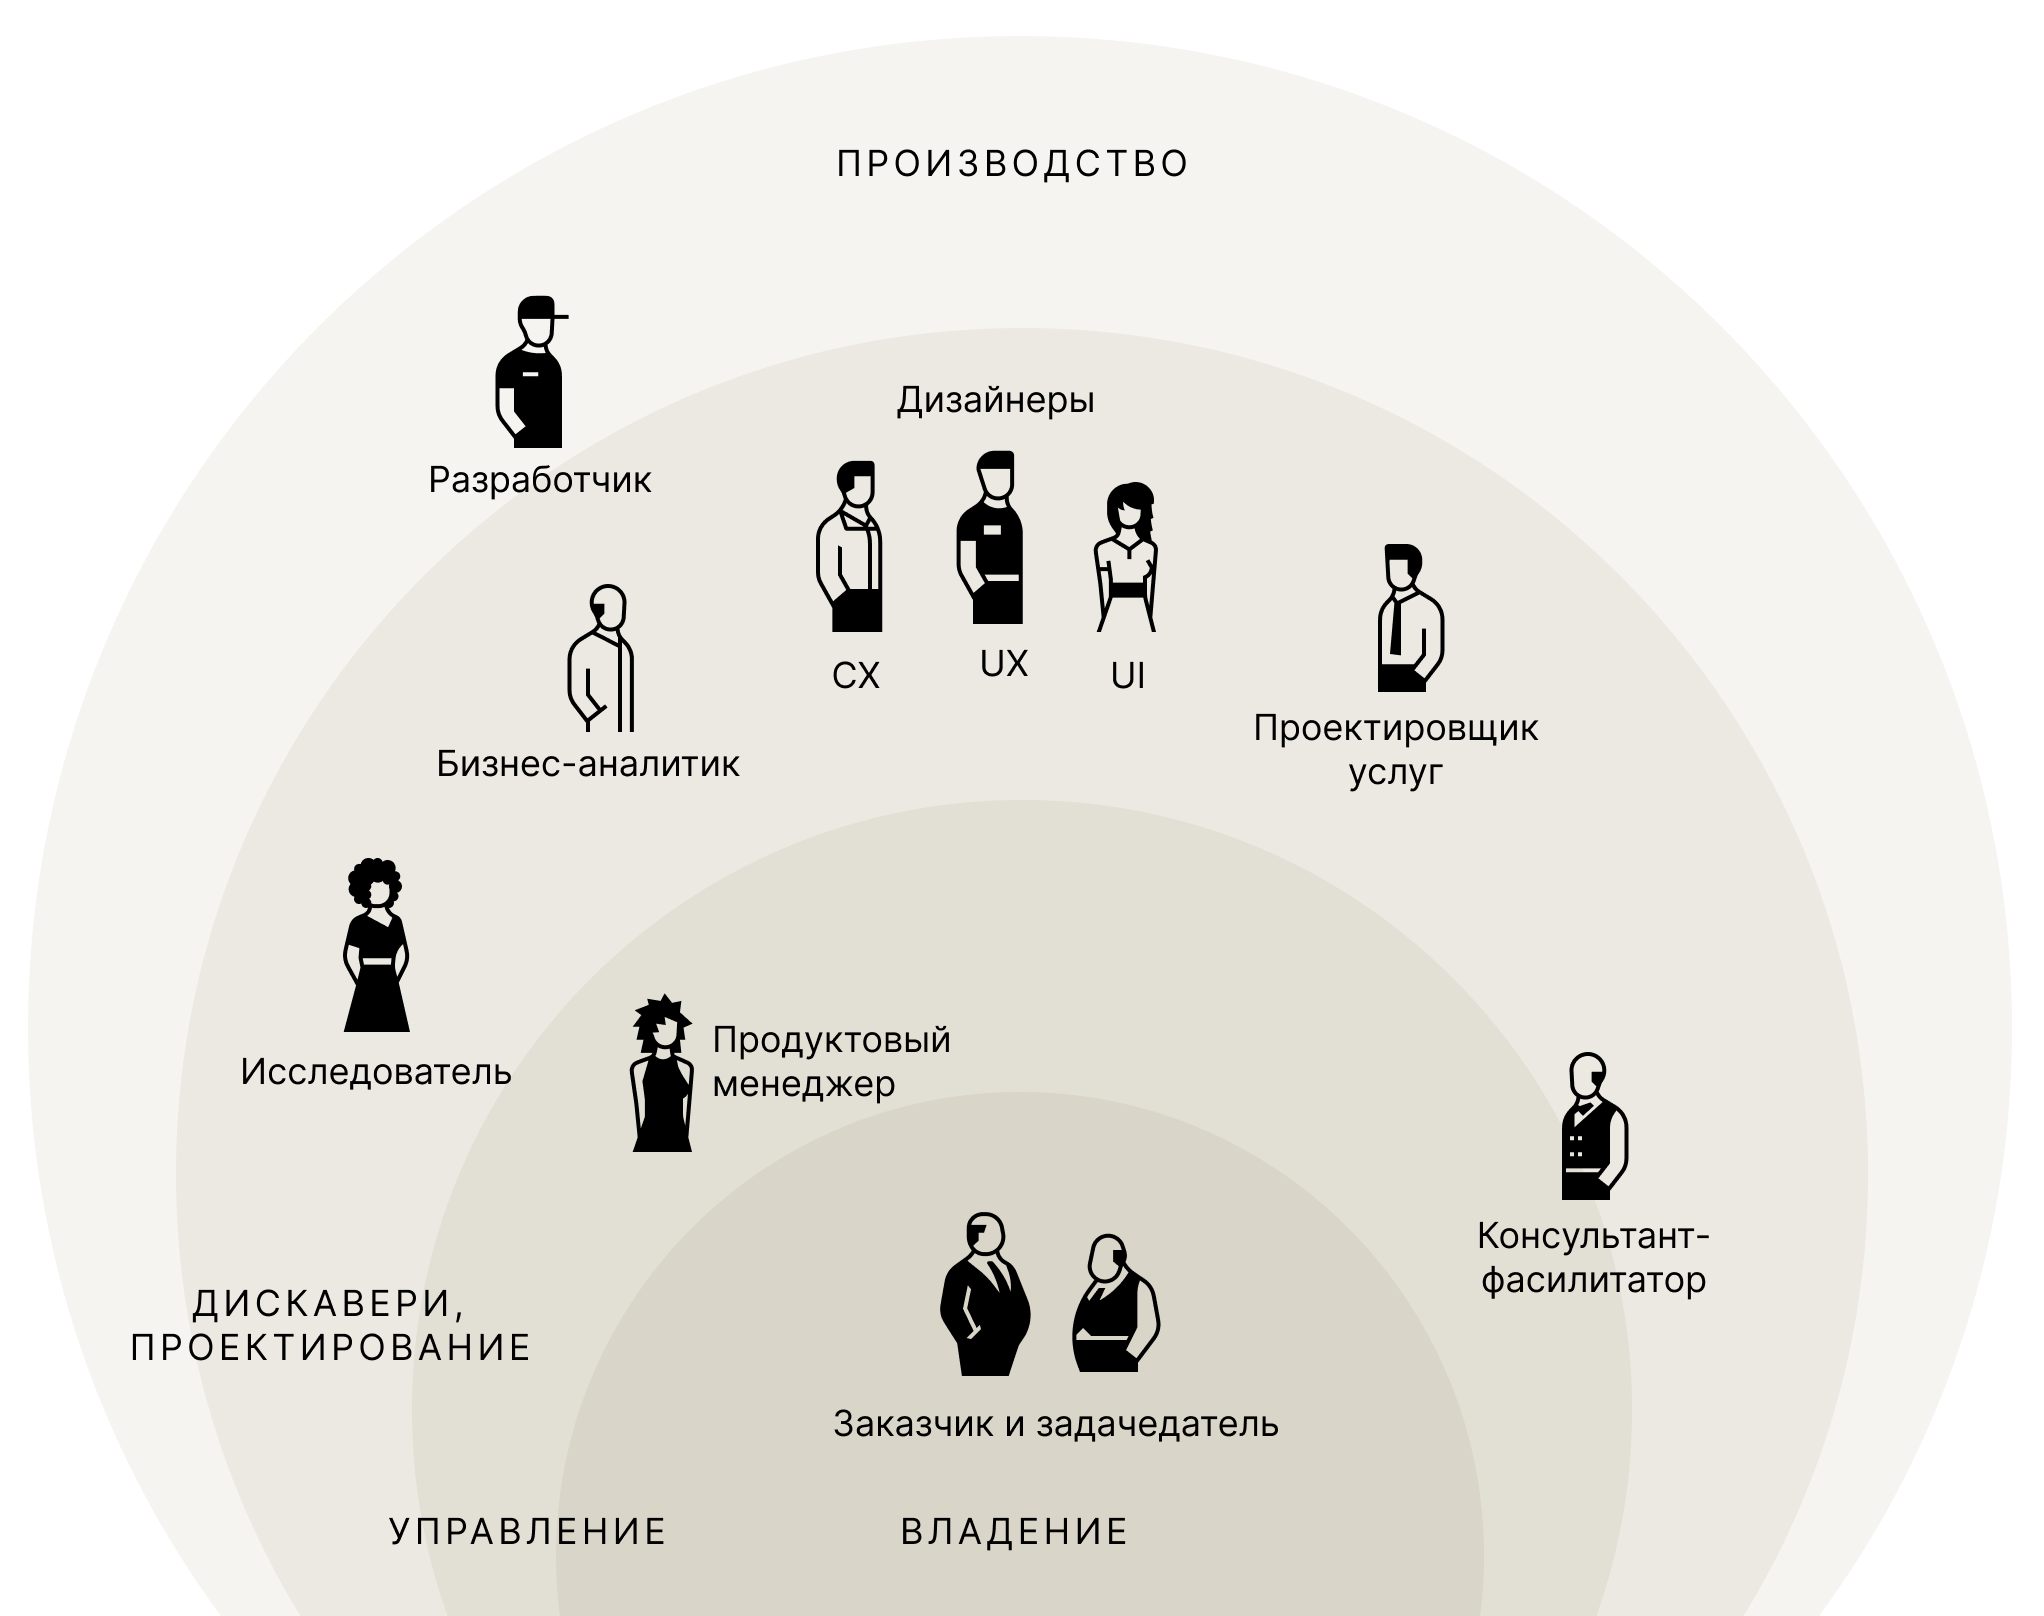 ПРОИЗВОДСТВО
Разработчик
Дизайнеры
CX
UX
UI
Бизнес-аналитик
Проектировщик
услуг
Исследователь
Продуктовый
менеджер
Консультант-
фасилитатор
ДИСКАВЕРИ,
ПРОЕКТИРОВАНИЕ
Заказчик и задачедатель
УПРАВЛЕНИЕ
ВЛАДЕНИЕ